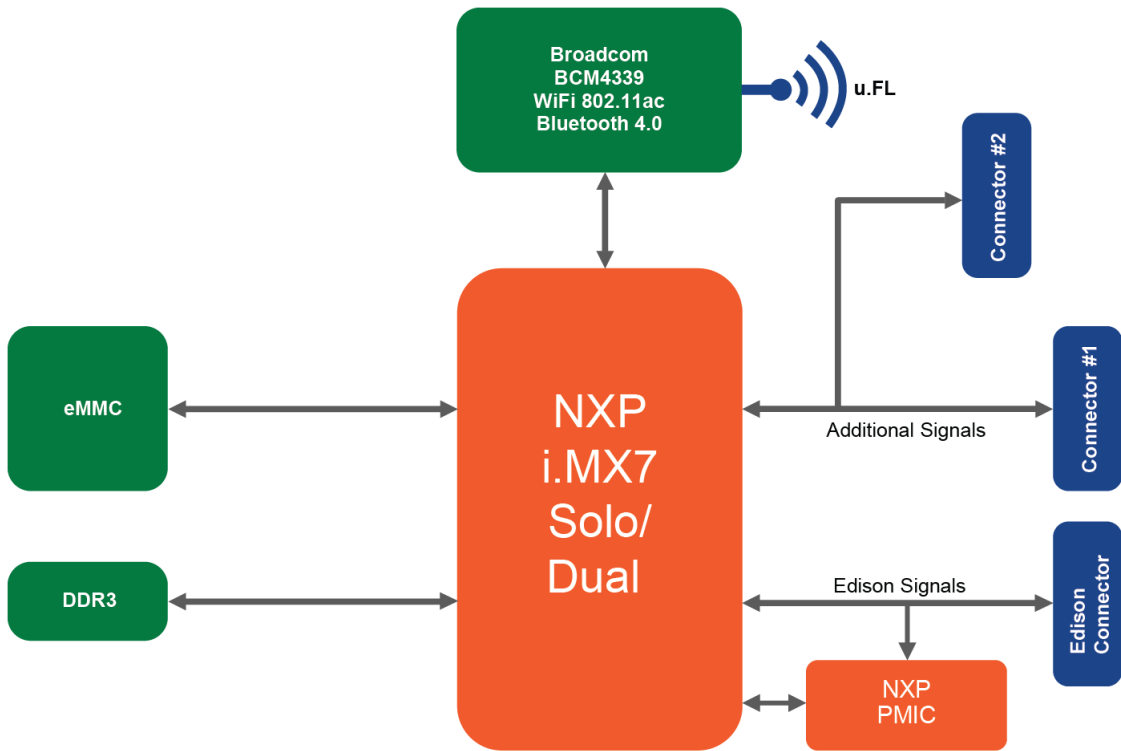 Broadcom
BCM4339
WiFi 802.11ac
Bluetooth 4.0
u.FL
Connector #2
eMMC
NXP
i.MX7
Solo/
Dual
Additional Signals
Connector #1
DDR3
Edison Signals
Edison
Connector
NXP
PMIC